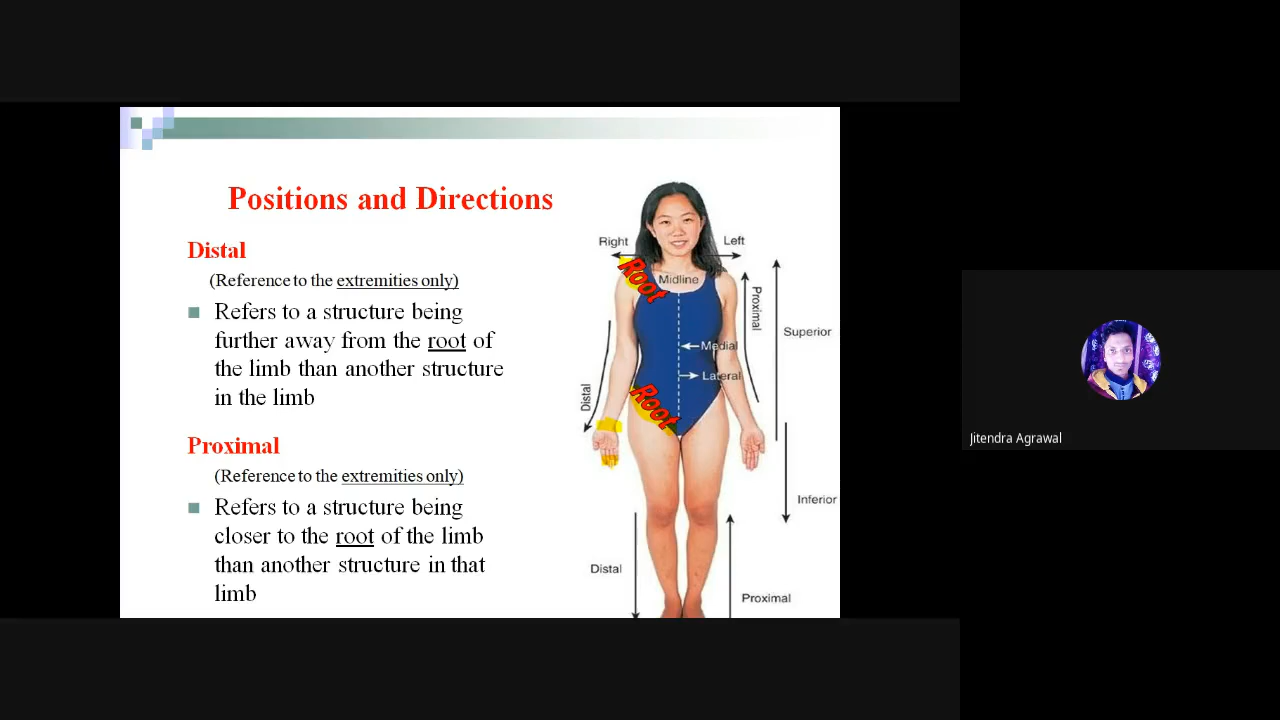 Positions and Directions
Distal
(Reference to the extremities only)
Refers to a structure being
further away from the root of
the limb than another structure
in the limb
Proximal
(Reference to the extremities only)
Refers to a structure being
closer to the root of the limb
than another structure in that
limb
Right
Left
Root
Midline
Proximal
Superior
Medial
Lateral
Distal
Root
Inferior
Distal
Proximal
Jitendra Agrawal